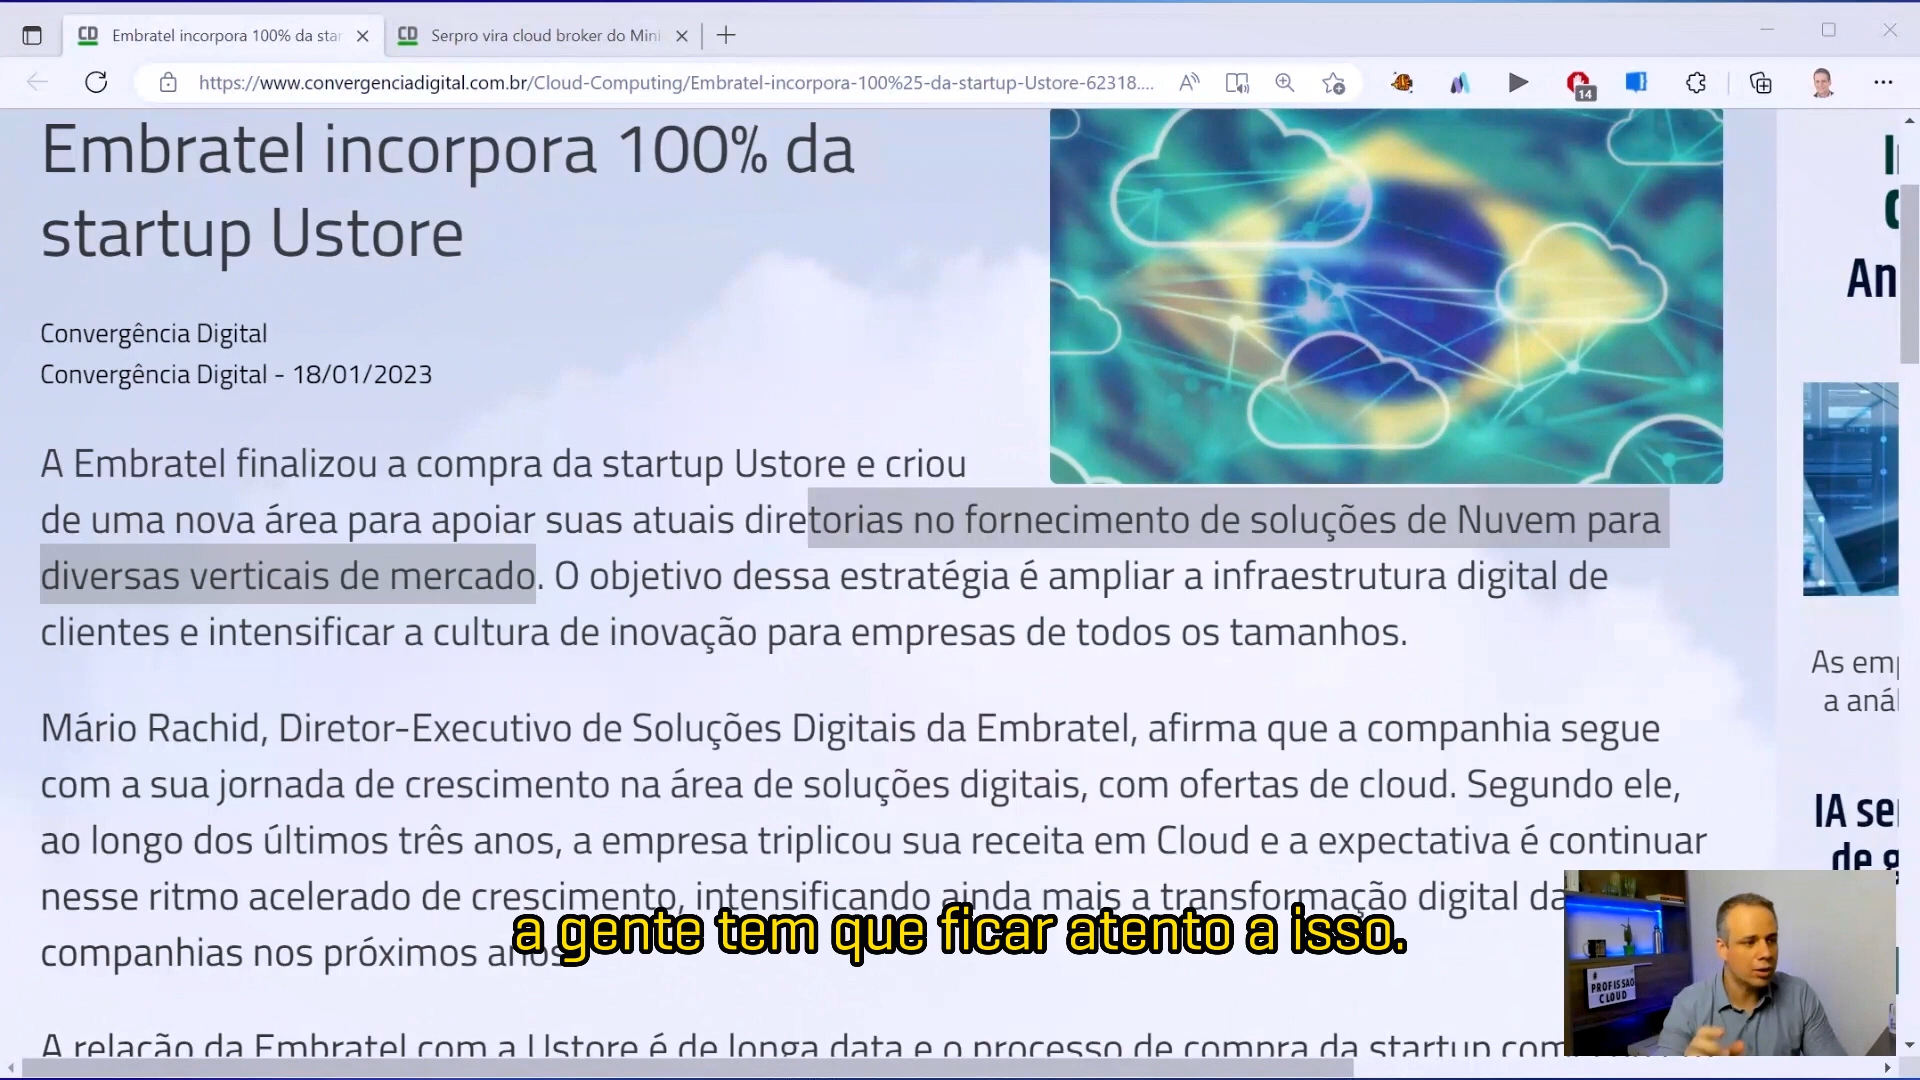 Embratel incorpora 100% da star
Serpro vira cloud broker do Mini
https://www.convergenciadigital.com.br/Cloud-Computing/Embratel-incorpora-100%25-da-startup-Ustore-62318....
14
Embratel incorpora 100% da
startup Ustore
Convergência Digital
Convergência Digital - 18/01/2023
A Embratel finalizou a compra da startup Ustore e criou
de uma nova área para apoiar suas atuais diretorias no fornecimento de soluções de Nuvem para
diversas verticais de mercado. O objetivo dessa estratégia é ampliar a infraestrutura digital de
clientes e intensificar a cultura de inovação para empresas de todos os tamanhos.
Mário Rachid, Diretor-Executivo de Soluções Digitais da Embratel, afirma que a companhia segue
com a sua jornada de crescimento na área de soluções digitais, com ofertas de cloud. Segundo ele,
ao longo dos últimos três anos, a empresa triplicou sua receita em Cloud e a expectativa é continuar
nesse ritmo acelerado de crescimento, intensificando ainda mais a transformação digital da
companhias nos próximos anos
a gente tem que ficar atento a isso.
A relação da Embratel com a Ustore é de longa data e o processo de compra da startup com
An
As emp
a anál
IA se
de g
PROFISSÃO
CLOUD